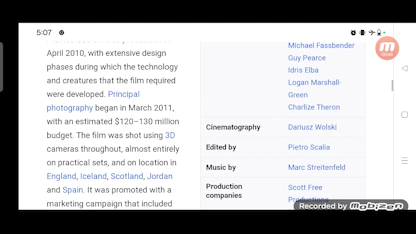 5:07
April 2010, with extensive design
phases during which the technology
and creatures that the film required
were developed. Principal
photography began in March 2011,
with an estimated $120–130 million
budget. The film was shot using 3D
cameras throughout, almost entirely
on practical sets, and on location in
England, Iceland, Scotland, Jordan
and Spain. It was promoted with a
marketing campaign that included
Michael Fassbender
Guy Pearce
Idris Elba
Logan Marshall-
Green
Charlize Theron
Cinematography Dariusz Wolski
Edited by Pietro Scalia
Music by Marc Streitenfeld
Production
companies
Scott Free
Productions
Recorded by Mobizen